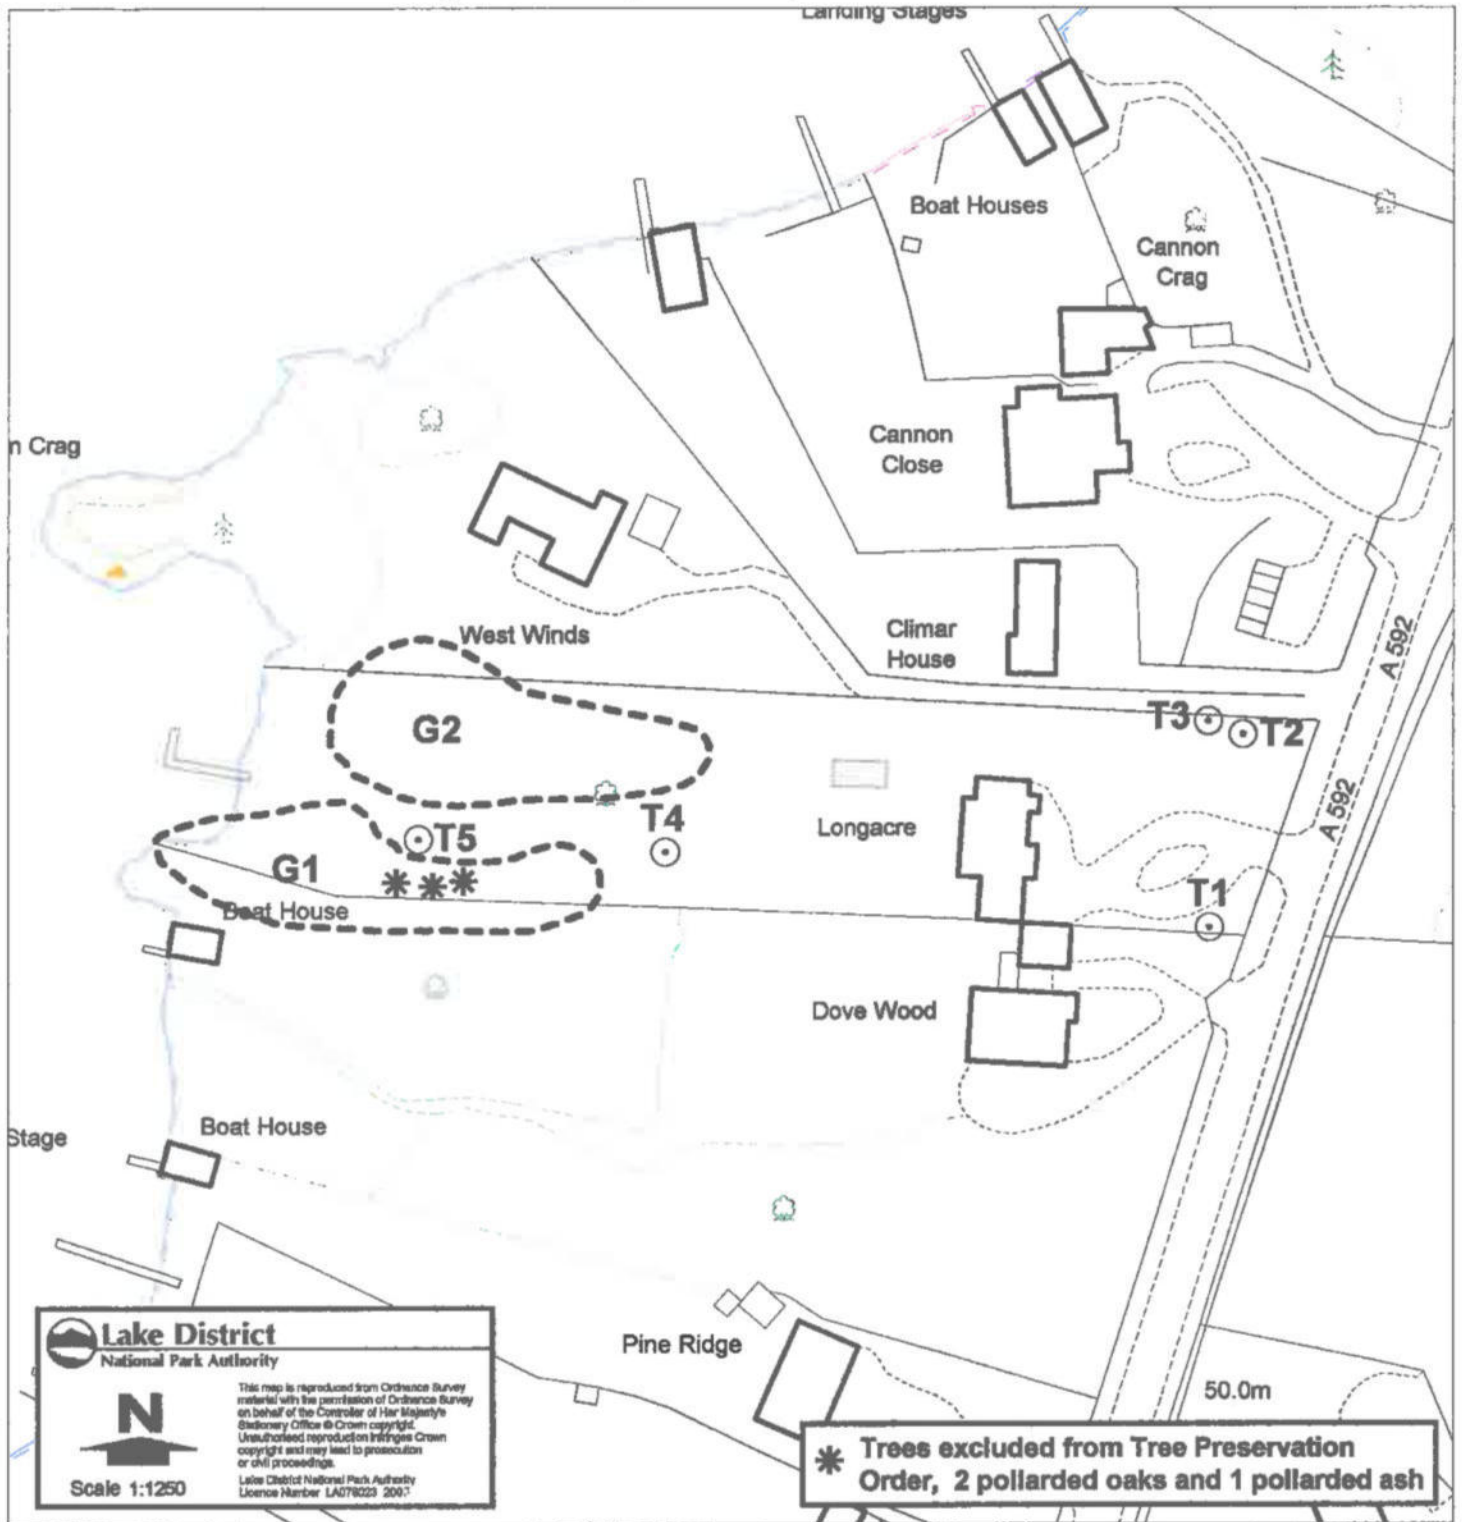 Landing Stages
Boat Houses
Cannon
Crag
n Crag
Cannon
Close
West Winds
Climar
House
A 592
G2
T3
T2
A 592
T5
T4
Longacre
G1
T1
Boat House
Dove Wood
Stage
Boat House
Pine Ridge
50.0m
Lake District
National Park Authority
N
Scale 1:1250
This map is reproduced from Ordnance Survey
material with the permission of Ordnance Survey
on behalf of the Controller of Her Majesty's
Stationery Office © Crown copyright.
Unauthorised reproduction infringes Crown
copyright and may lead to prosecution
or civil proceedings.
Lake District National Park Authority
Licence Number
Trees excluded from Tree Preservation
Order, 2 pollarded oaks and 1 pollarded ash